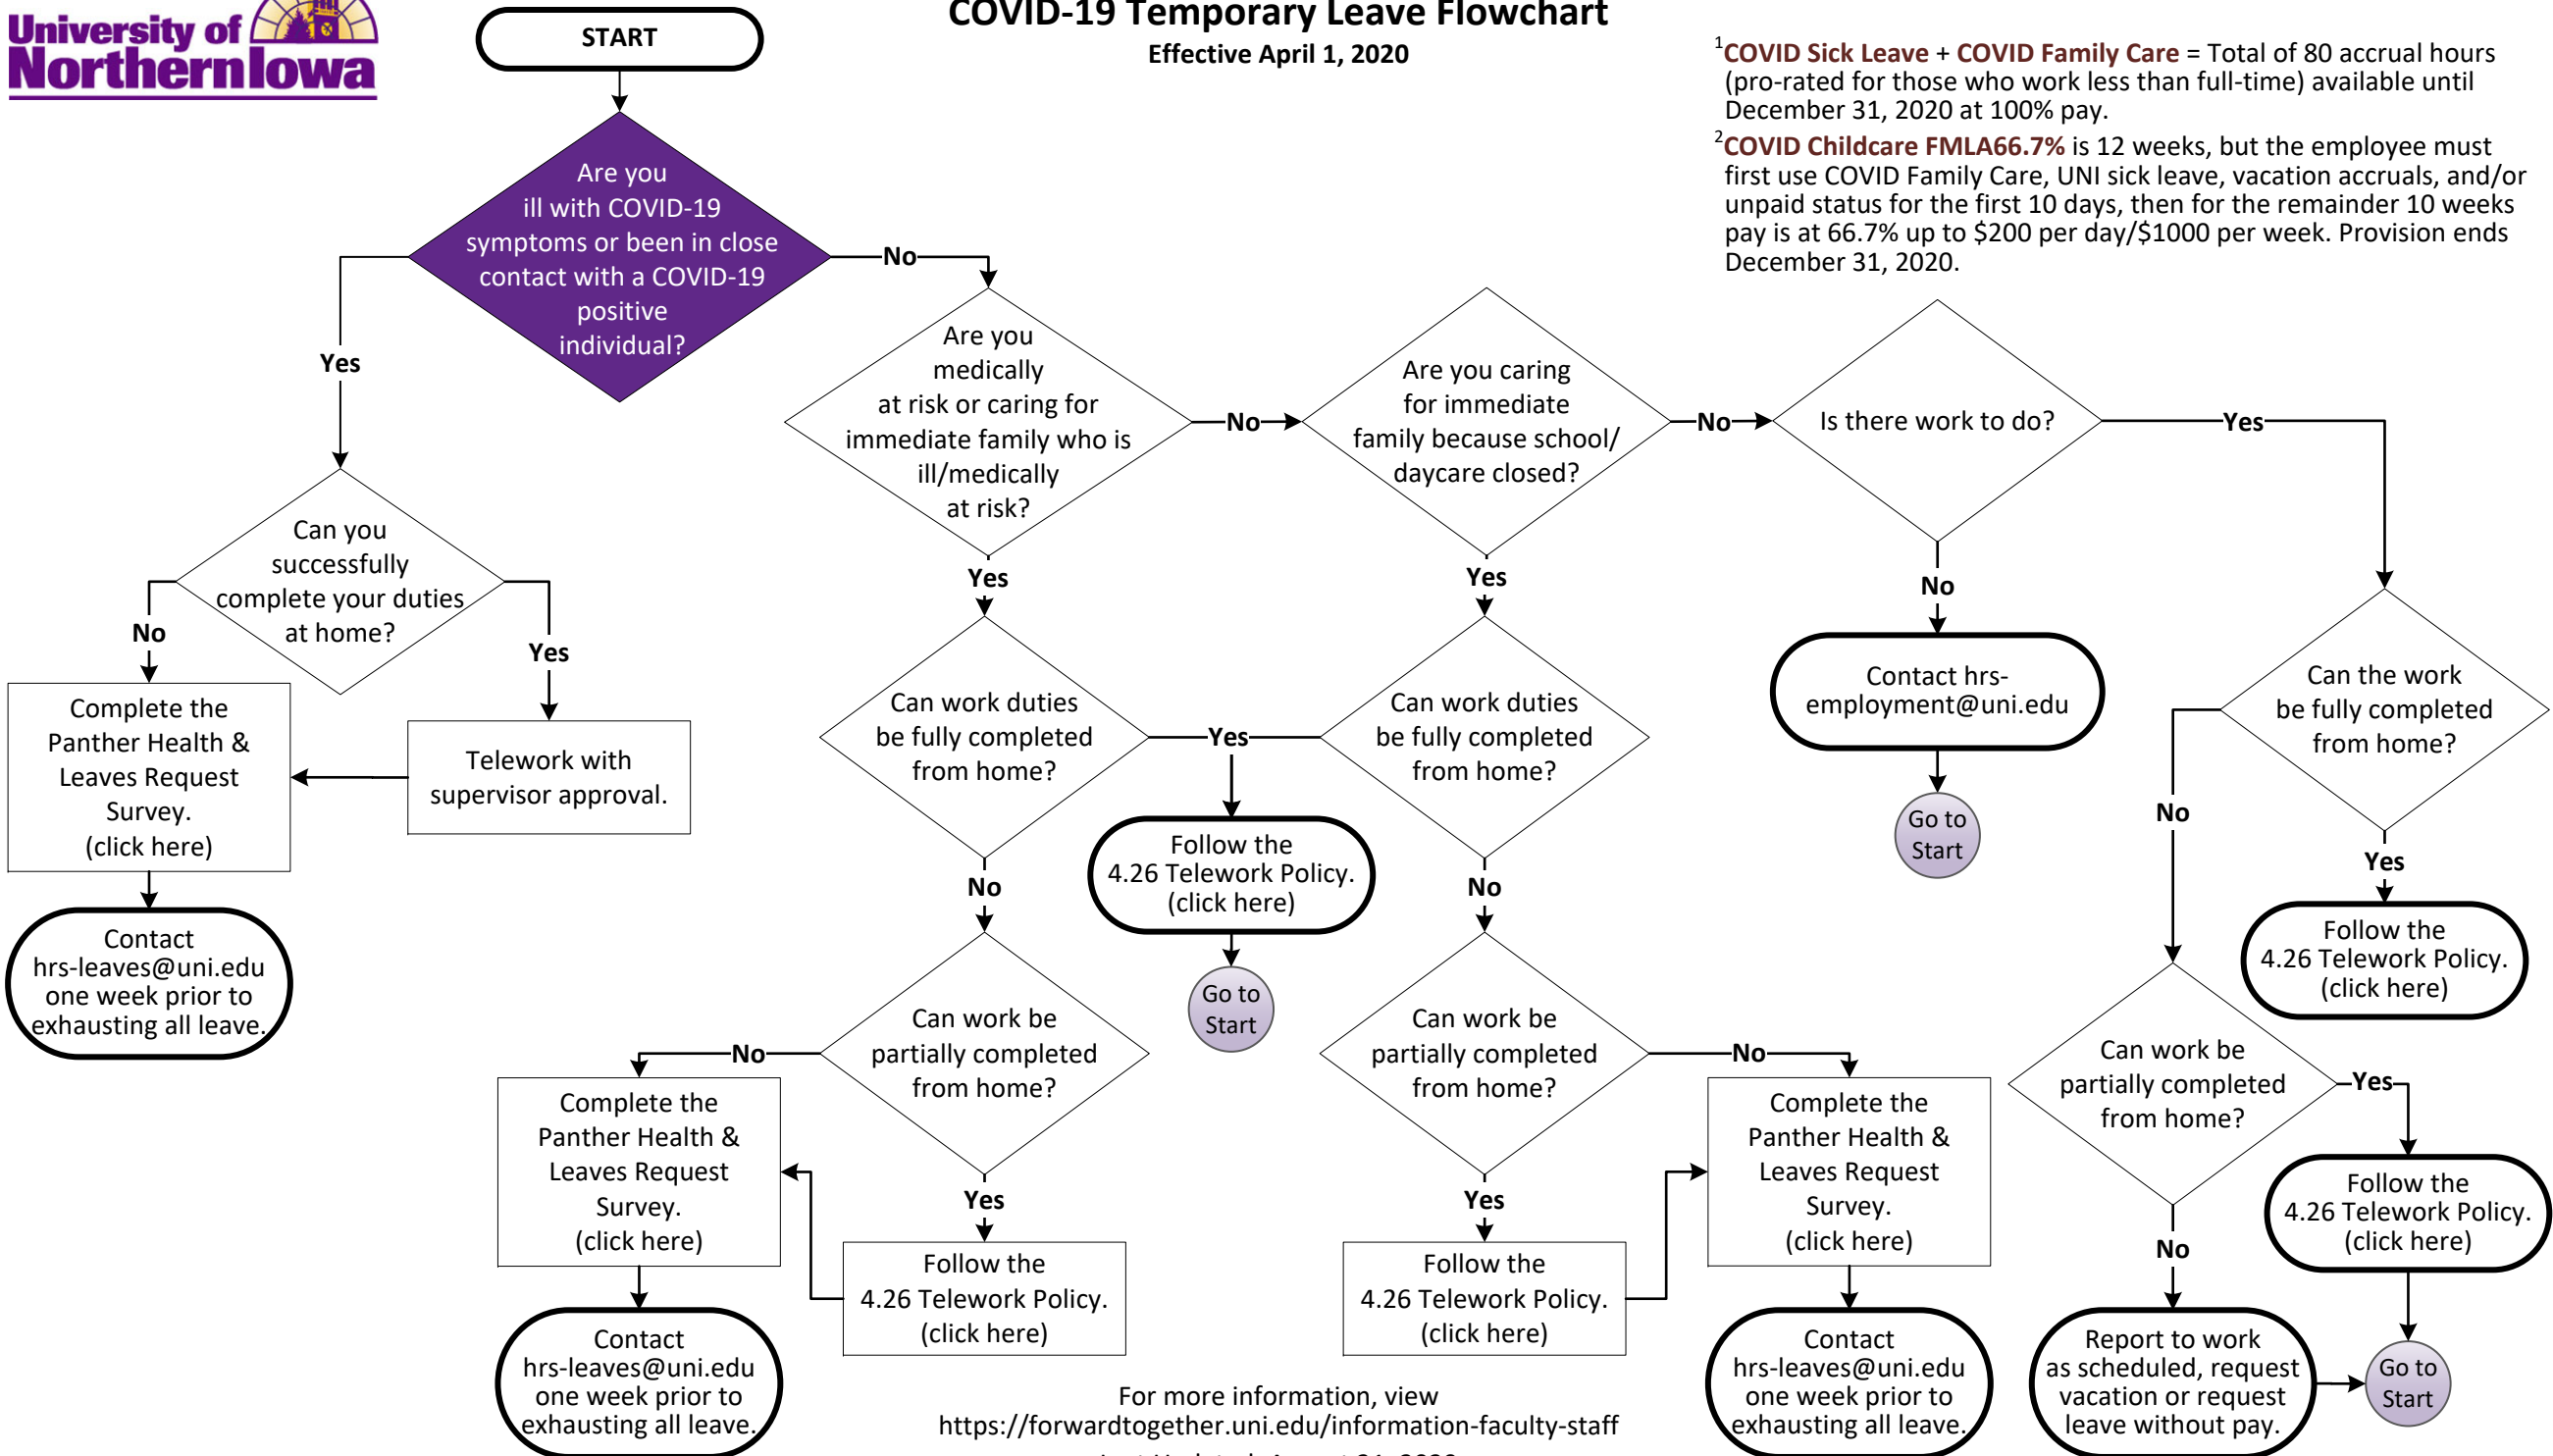 University of
Northern Iowa
START
COVID-19 Temporary Leave Flowchart
Effective April 1, 2020
1COVID Sick Leave + COVID Family Care = Total of 80 accrual hours
(pro-rated for those who work less than full-time) available until
December 31, 2020 at 100% pay.
2COVID Childcare FMLA66.7% is 12 weeks, but the employee must
first use COVID Family Care, UNI sick leave, vacation accruals, and/or
unpaid status for the first 10 days, then for the remainder 10 weeks
pay is at 66.7% up to $200 per day/$1000 per week. Provision ends
December 31, 2020.
Are you
ill with COVID-19
symptoms or been in close
contact with a COVID-19
positive
individual?
No
Yes
Are you
medically
at risk or caring for
immediate family who is
ill/medically
at risk?
No
Yes
Are you caring
for immediate
family because school/
daycare closed?
No
Yes
Is there work to do?
Yes
No
Can you
successfully
complete your duties
at home?
No
Yes
Complete the
Panther Health &
Leaves Request
Survey.
(click here)
Telework with
supervisor approval.
Contact
hrs-leaves@uni.edu
one week prior to
exhausting all leave.
Can work duties
be fully completed
from home?
Yes
Can work duties
be fully completed
from home?
No
Follow the
4.26 Telework Policy.
(click here)
Go to
Start
No
Contact hrs-
employment@uni.edu
Go to
Start
Can the work
be fully completed
from home?
No
Yes
Follow the
4.26 Telework Policy.
(click here)
Can work be
partially completed
from home?
No
Yes
Complete the
Panther Health &
Leaves Request
Survey.
(click here)
Follow the
4.26 Telework Policy.
(click here)
Contact
hrs-leaves@uni.edu
one week prior to
exhausting all leave.
Can work be
partially completed
from home?
No
Yes
Follow the
4.26 Telework Policy.
(click here)
Complete the
Panther Health &
Leaves Request
Survey.
(click here)
Contact
hrs-leaves@uni.edu
one week prior to
exhausting all leave.
Can work be
partially completed
from home?
Yes
No
Follow the
4.26 Telework Policy.
(click here)
Report to work
as scheduled, request
vacation or request
leave without pay.
Go to
Start
For more information, view
https://forwardtogether.uni.edu/information-faculty-staff